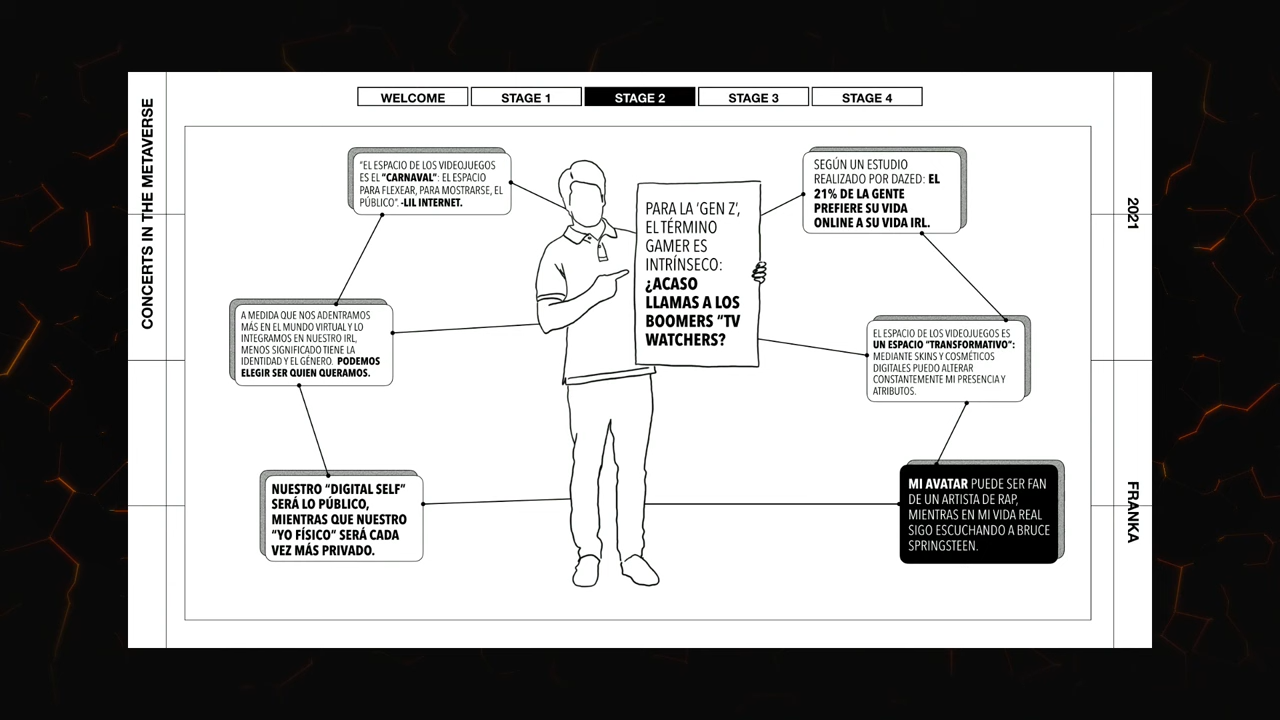 WELCOME
STAGE 1
STAGE 2
STAGE 3
STAGE 4
CONCERTS IN THE METAVERSE
"EL ESPACIO DE LOS VIDEOJUEGOS
ES EL "CARNAVAL": EL ESPACIO
PARA FLEXEAR, PARA MOSTRARSE, EL
PÚBLICO". -LIL INTERNET.
A MEDIDA QUE NOS ADENTRAMOS
MÁS EN EL MUNDO VIRTUAL Y LO
INTEGRAMOS EN NUESTRO IRL,
MENOS SIGNIFICADO TIENE LA
IDENTIDAD Y EL GÉNERO. PODEMOS
ELEGIR SER QUIEN QUERAMOS.
NUESTRO "DIGITAL SELF"
SERÁ LO PÚBLICO,
MIENTRAS QUE NUESTRO
"YO FÍSICO" SERÁ CADA
VEZ MÁS PRIVADO.
PARA LA 'GEN Z',
EL TÉRMINO
GAMER ES
INTRÍNSECO:
¿ACASO
LLAMAS A LOS
BOOMERS "TV
WATCHERS?
SEGÚN UN ESTUDIO
REALIZADO POR DAZED: EL
21% DE LA GENTE
PREFIERE SU VIDA
ONLINE A SU VIDA IRL.
EL ESPACIO DE LOS VIDEOJUEGOS ES
UN ESPACIO "TRANSFORMATIVO":
MEDIANTE SKINS Y COSMÉTICOS
DIGITALES PUEDO ALTERAR
CONSTANTEMENTE MI PRESENCIA Y
ATRIBUTOS.
MI AVATAR PUEDE SER FAN
DE UN ARTISTA DE RAP,
MIENTRAS EN MI VIDA REAL
SIGO ESCUCHANDO A BRUCE
SPRINGSTEEN.
2021
FRANKA